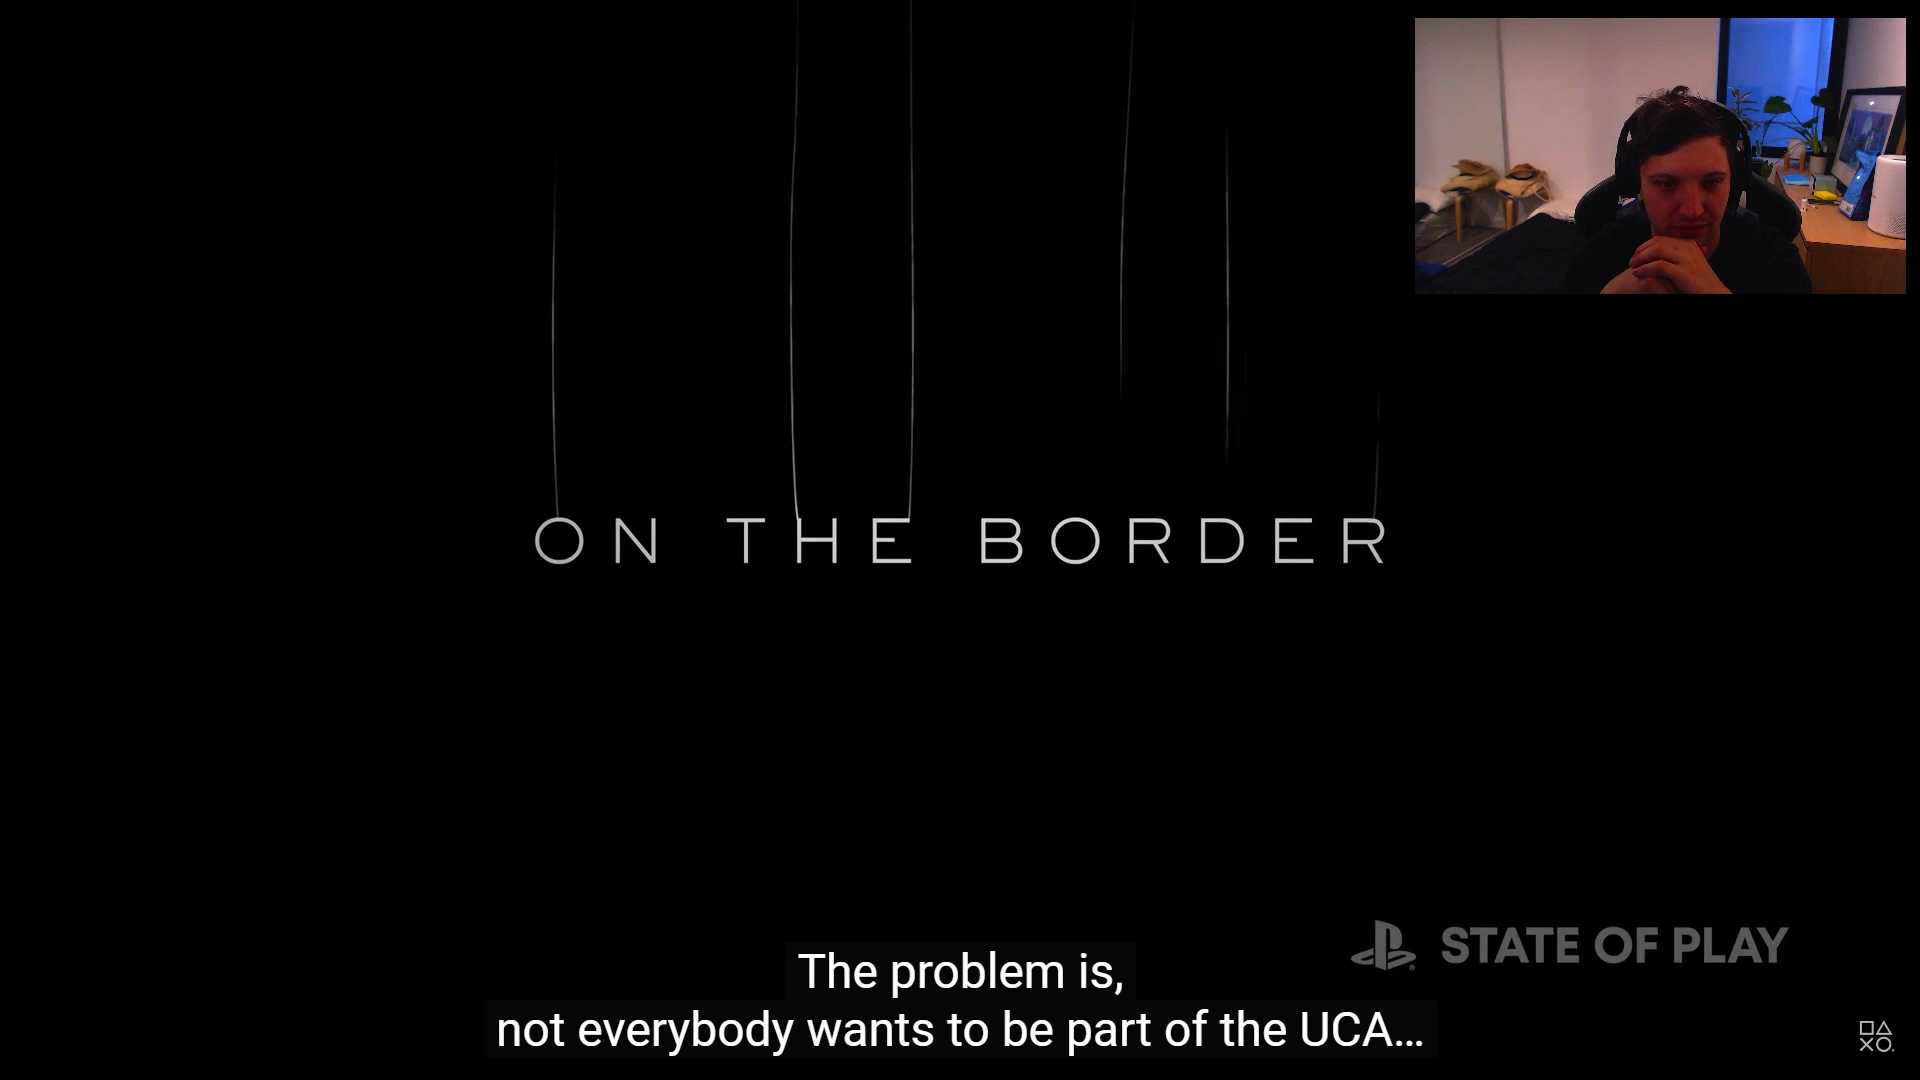 ON THE BORDER
STATE OF PLAY
The problem is,
not everybody wants to be part of the UCA...